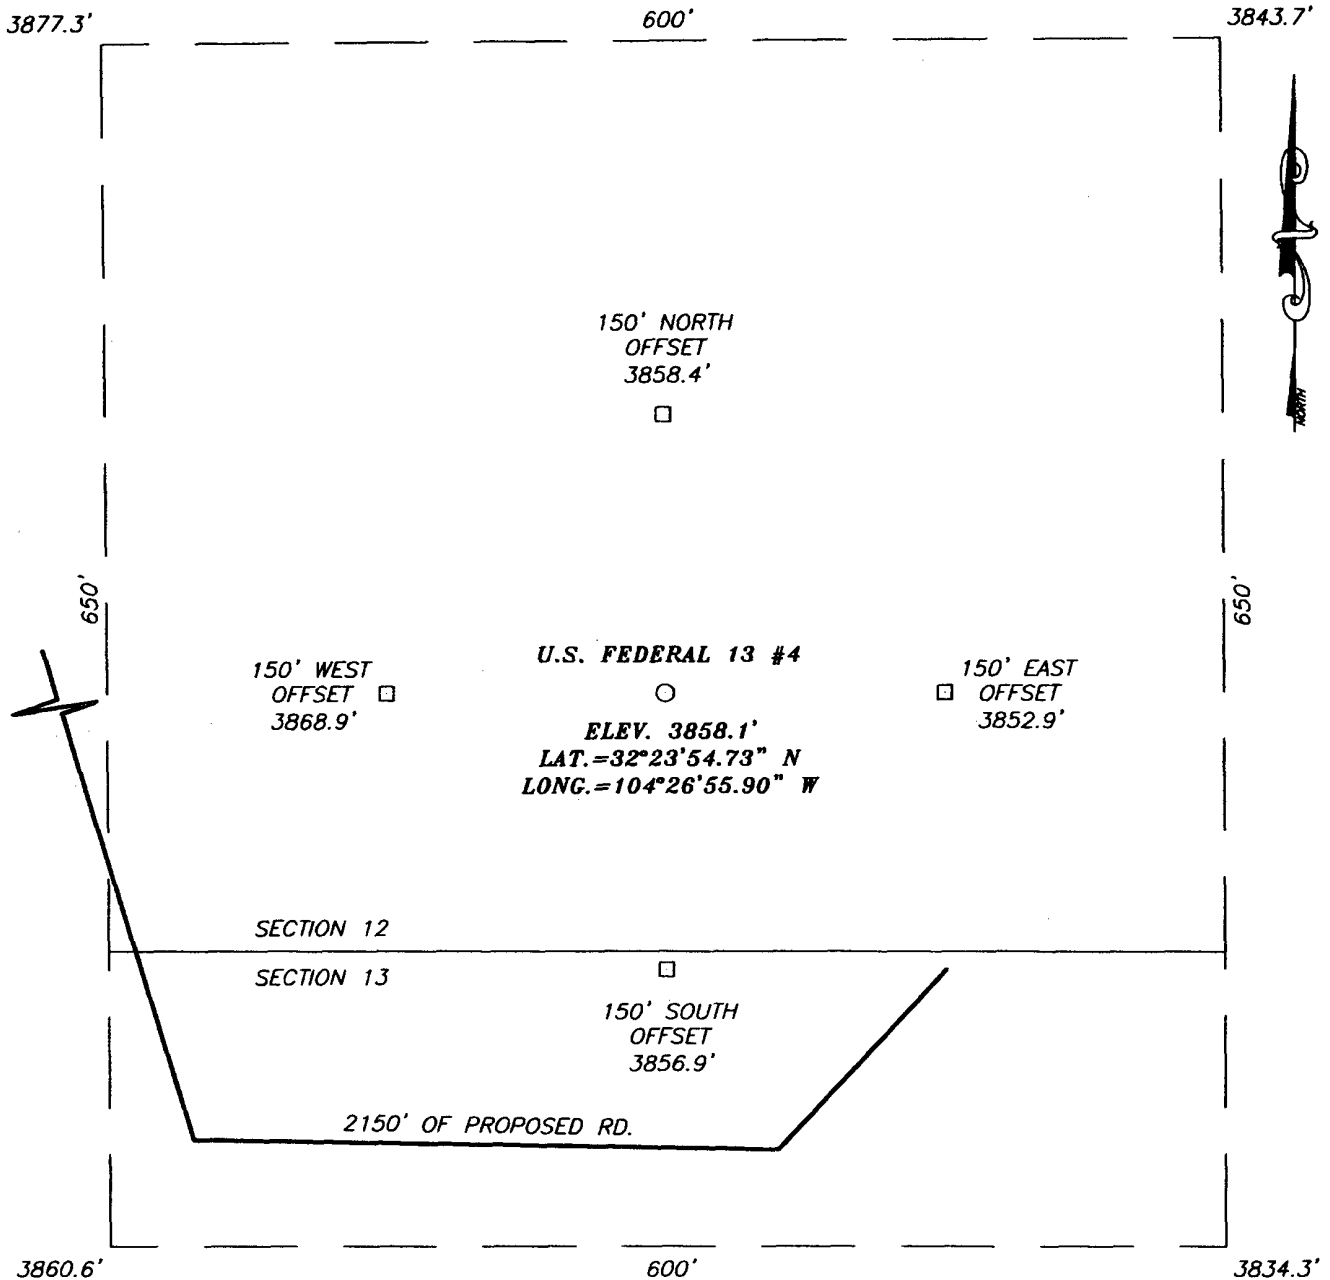 3877.3'
600'
3843.7'
NORTH
150' NORTH
OFFSET
3858.4'
650'
650'
U.S. FEDERAL 13 #4
150' WEST
OFFSET
3868.9'
150' EAST
OFFSET
3852.9'
ELEV. 3858.1'
LAT.=32°23'54.73" N
LONG.=104°26'55.90" W
SECTION 12
SECTION 13
150' SOUTH
OFFSET
3856.9'
2150' OF PROPOSED RD.
3860.6'
600'
3834.3'